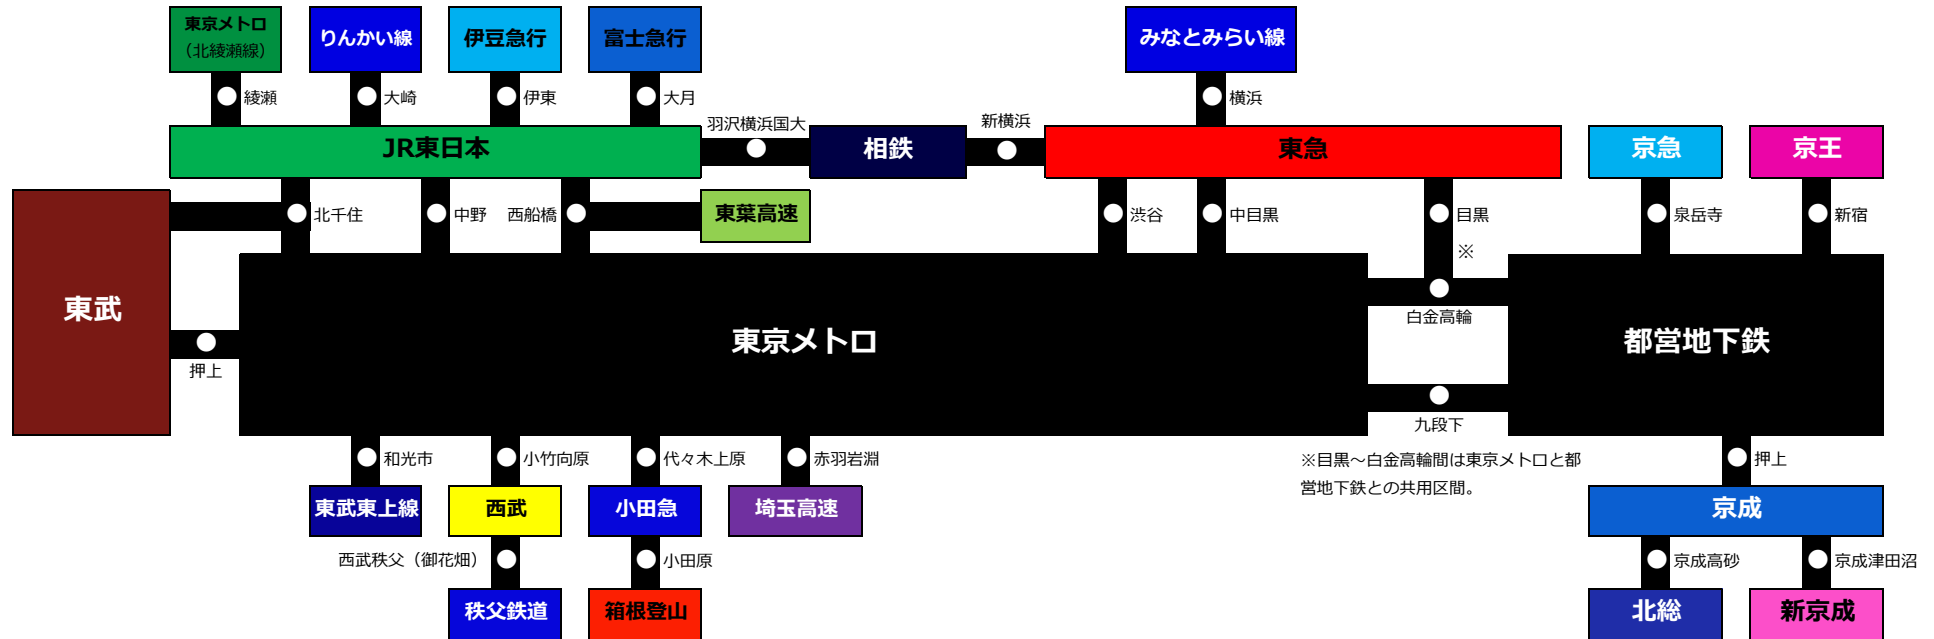 東京メトロ
（北綾瀬線）
りんかい線
伊豆急行
富士急行
みなとみらい線
綾瀬
大崎
伊東
大月
横浜
羽沢横浜国大
新横浜
JR東日本
相鉄
東急
京急
京王
北千住
中野
西船橋
東葉高速
渋谷
中目黒
目黒
※
泉岳寺
新宿
東武
押上
東京メトロ
白金高輪
九段下
都営地下鉄
和光市
小竹向原
代々木上原
赤羽岩淵
※目黒～白金高輪間は東京メトロと都
営地下鉄との共用区間。
押上
東武東上線
西武
小田急
埼玉高速
京成
西武秩父（御花畑）
小田原
京成高砂
京成津田沼
秩父鉄道
箱根登山
北総
新京成